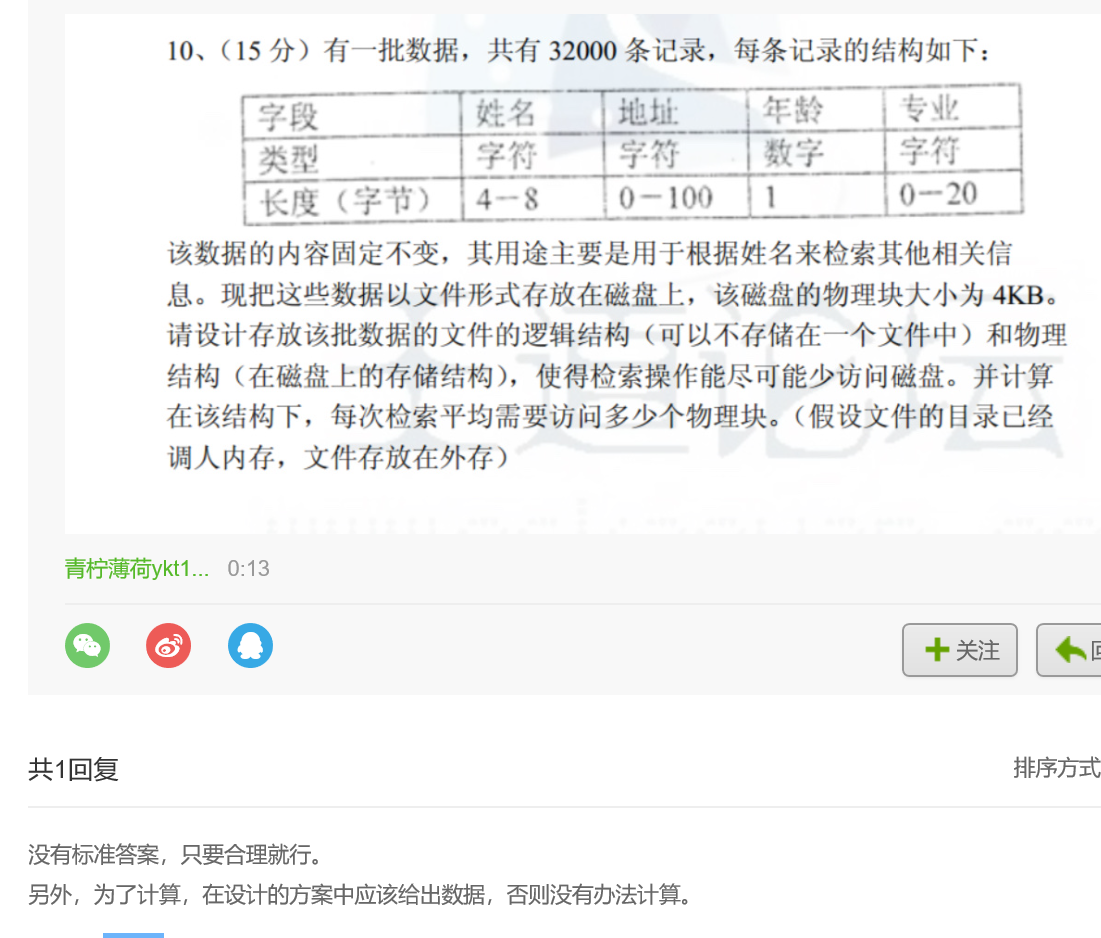 10、（15 分）有一批数据，共有 32000 条记录，每条记录的结构如下：
字段 姓名 地址 年龄 专业
类型 字符 字符 数字 字符
长度（字节） 4－8 0－100 1 0－20
该数据的内容固定不变，其用途主要是用于根据姓名来检索其他相关信
息。现把这些数据以文件形式存放在磁盘上，该磁盘的物理块大小为 4KB。
请设计存放该批数据的文件的逻辑结构（可以不存储在一个文件中）和物理
结构（在磁盘上的存储结构），使得检索操作能尽可能少访问磁盘。并计算
在该结构下，每次检索平均需要访问多少个物理块。（假设文件的目录已经
调人内存，文件存放在外存）
王道论坛
青柠薄荷ykt1... 0:13
关注
共1回复
排序方式
没有标准答案，只要合理就行。
另外，为了计算，在设计的方案中应该给出数据，否则没有办法计算。